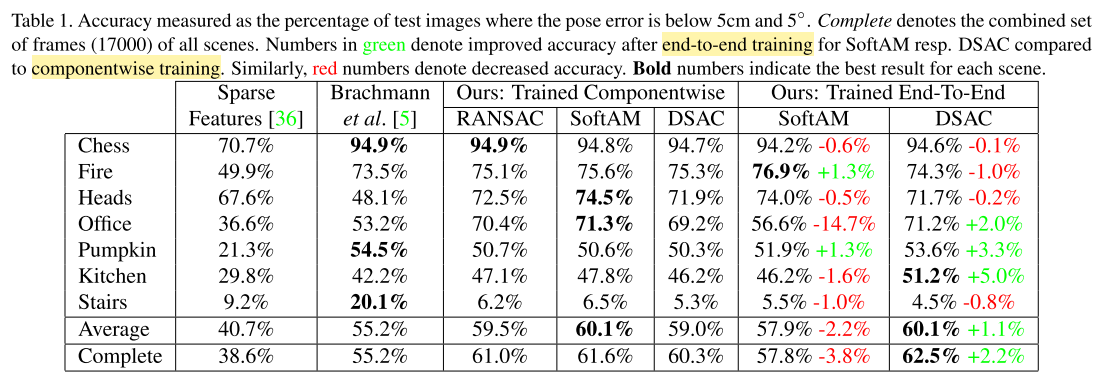 Table 1. Accuracy measured as the percentage of test images where the pose error is below 5cm and 5°. Complete denotes the combined set
of frames (17000) of all scenes. Numbers in green denote improved accuracy after end-to-end training for SoftAM resp. DSAC compared
to componentwise training. Similarly, red numbers denote decreased accuracy. Bold numbers indicate the best result for each scene.
Sparse Brachmann Ours: Trained Componentwise Ours: Trained End-To-End
Features [36] et al. [5] RANSAC SoftAM DSAC SoftAM DSAC
Chess 70.7% 94.9% 94.9% 94.8% 94.7% 94.2% -0.6% 94.6% -0.1%
Fire 49.9% 73.5% 75.1% 75.6% 75.3% 76.9% +1.3% 74.3% -1.0%
Heads 67.6% 48.1% 72.5% 74.5% 71.9% 74.0% -0.5% 71.7% -0.2%
Office 36.6% 53.2% 70.4% 71.3% 69.2% 56.6% -14.7% 71.2% +2.0%
Pumpkin 21.3% 54.5% 50.7% 50.6% 50.3% 51.9% +1.3% 53.6% +3.3%
Kitchen 29.8% 42.2% 47.1% 47.8% 46.2% 46.2% -1.6% 51.2% +5.0%
Stairs 9.2% 20.1% 6.2% 6.5% 5.3% 5.5% -1.0% 4.5% -0.8%
Average 40.7% 55.2% 59.5% 60.1% 59.0% 57.9% -2.2% 60.1% +1.1%
Complete 38.6% 55.2% 61.0% 61.6% 60.3% 57.8% -3.8% 62.5% +2.2%